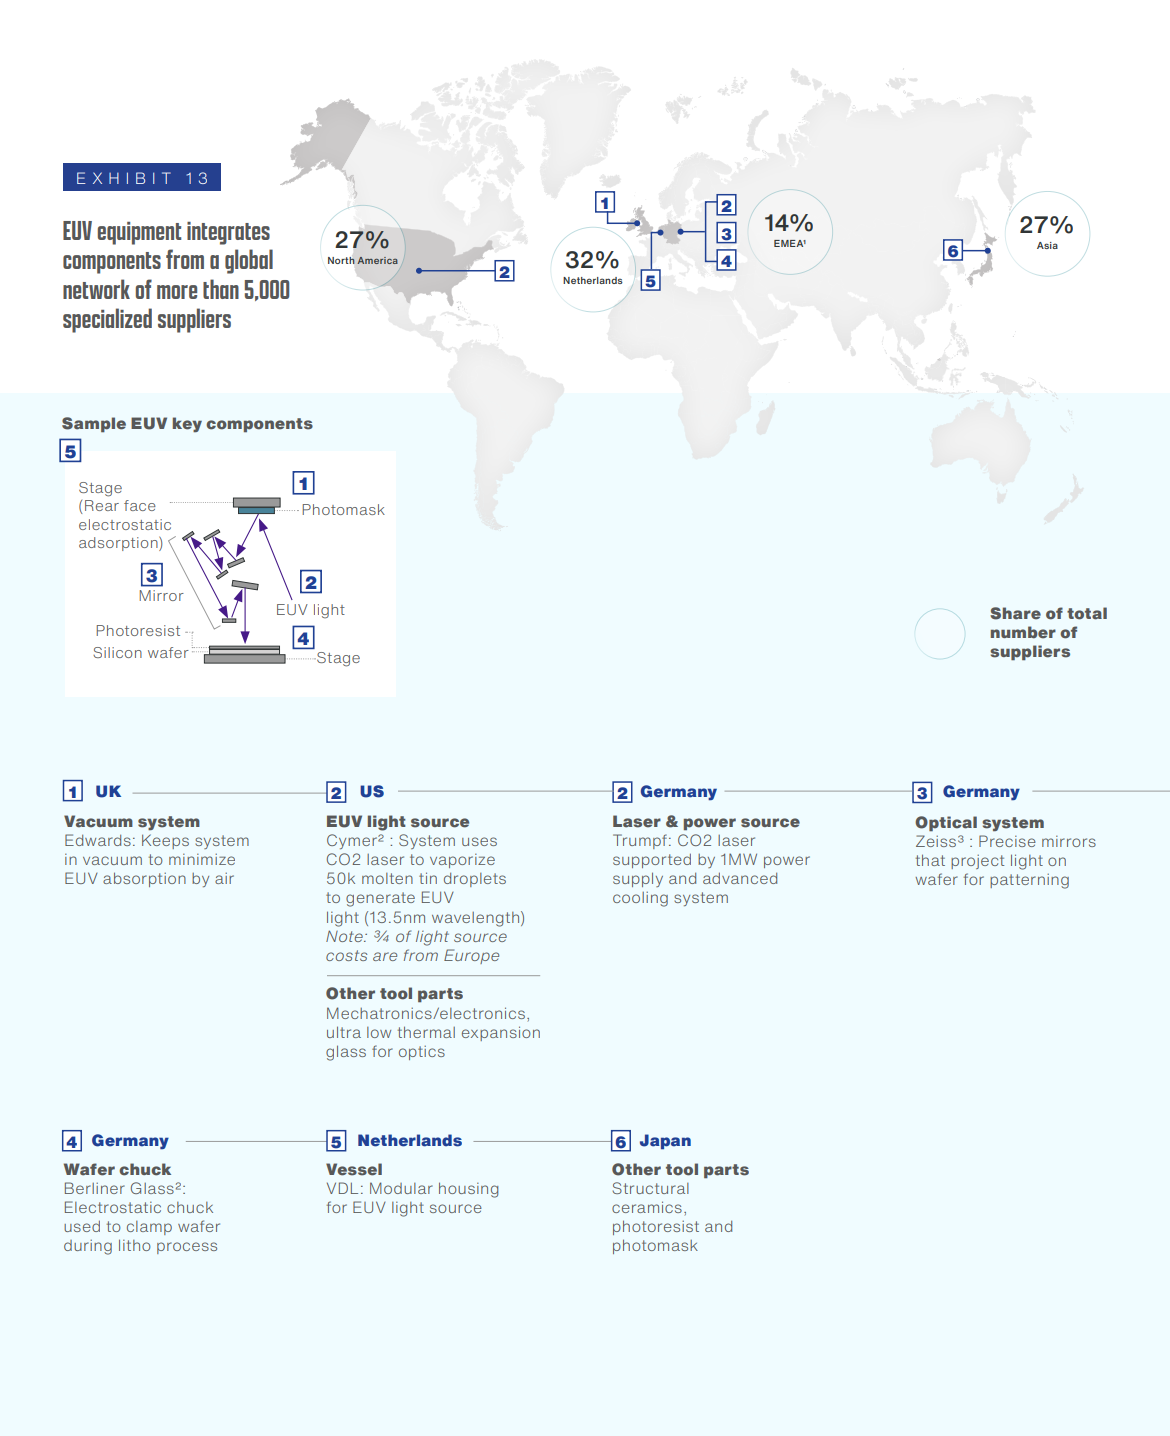 EXHIBIT 13
EUV equipment integrates
components from a global
network of more than 5,000
specialized suppliers
27%
North America
2
1
32%
Netherlands
5
2
3
4
14%
EMEA¹
6
27%
Asia
Sample EUV key components
5
Stage
(Rear face
electrostatic
adsorption)
1
Photomask
3
Mirror
2
EUV light
Photoresist
Silicon wafer
4
Stage
Share of total
number of
suppliers
1 UK
Vacuum system
Edwards: Keeps system
in vacuum to minimize
EUV absorption by air
2 US
EUV light source
Cymer² : System uses
CO2 laser to vaporize
50k molten tin droplets
to generate EUV
light (13.5nm wavelength)
Note: ¾ of light source
costs are from Europe
Other tool parts
Mechatronics/electronics,
ultra low thermal expansion
glass for optics
2 Germany
Laser & power source
Trumpf: CO2 laser
supported by 1MW power
supply and advanced
cooling system
3 Germany
Optical system
Zeiss³ : Precise mirrors
that project light on
wafer for patterning
4 Germany
Wafer chuck
Berliner Glass²:
Electrostatic chuck
used to clamp wafer
during litho process
5 Netherlands
Vessel
VDL: Modular housing
for EUV light source
6 Japan
Other tool parts
Structural
ceramics,
photoresist and
photomask